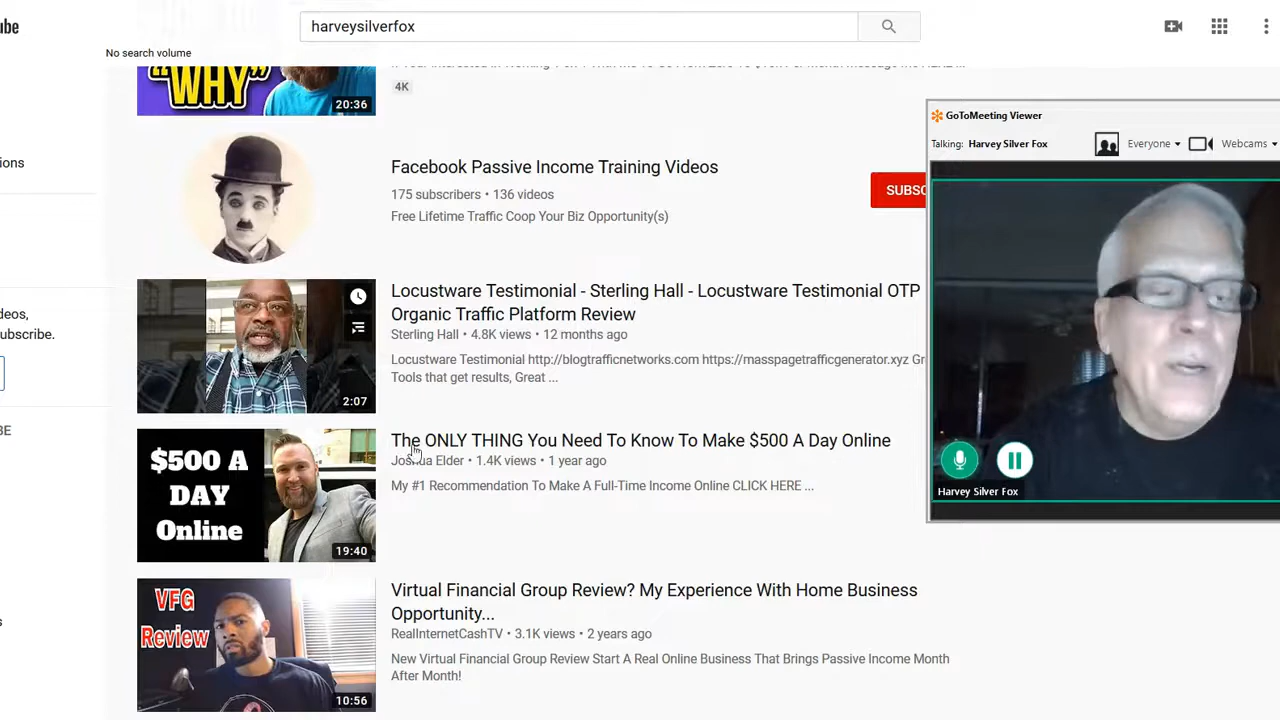 ube
harveysilverfox
No search volume
"WHY"
20:36
4K
GoToMeeting Viewer
Talking: Harvey Silver Fox
Everyone
Webcams
ions
Facebook Passive Income Training Videos
175 subscribers • 136 videos
SUBSC
Free Lifetime Traffic Coop Your Biz Opportunity(s)
Locustware Testimonial - Sterling Hall - Locustware Testimonial OTP
Organic Traffic Platform Review
Sterling Hall • 4.8K views • 12 months ago
Locustware Testimonial http://blogtrafficnetworks.com https://masspagetrafficgenerator.xyz Gr
Tools that get results, Great ...
2:07
deos,
ubscribe.
BE
$500 A
DAY
Online
19:40
The ONLY THING You Need To Know To Make $500 A Day Online
Joshua Elder • 1.4K views • 1 year ago
My #1 Recommendation To Make A Full-Time Income Online CLICK HERE ...
Harvey Silver Fox
VFG
Review
10:56
Virtual Financial Group Review? My Experience With Home Business
Opportunity...
RealInternetCashTV • 3.1K views • 2 years ago
New Virtual Financial Group Review Start A Real Online Business That Brings Passive Income Month
After Month!
s